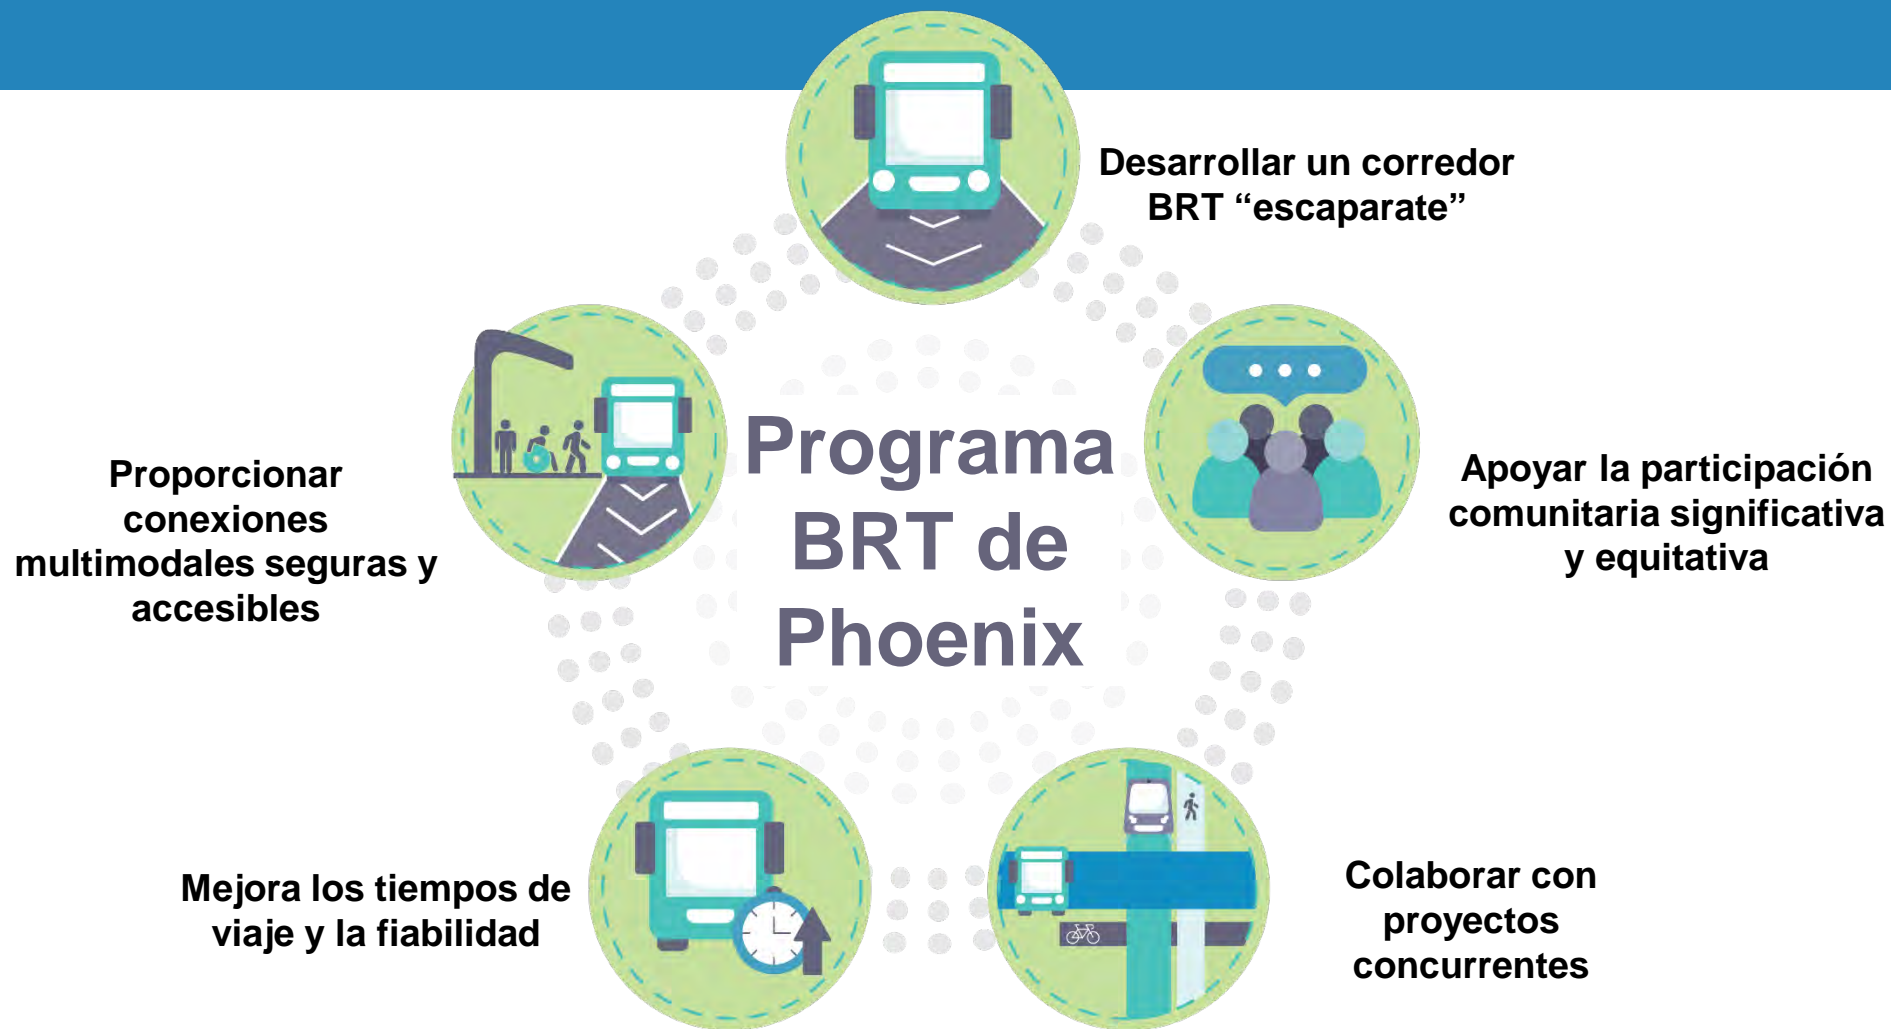 Desarrollar un corredor
BRT “escaparate”
Apoyar la participación
comunitaria significativa
y equitativa
Colaborar con
proyectos
concurrentes
Mejora los tiempos de
viaje y la fiabilidad
Proporcionar
conexiones
multimodales seguras y
accesibles
Programa
BRT de
Phoenix